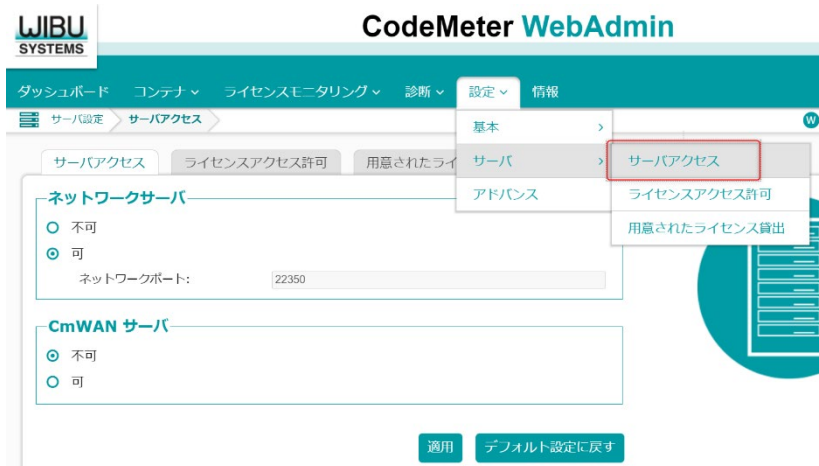 WIBU
SYSTEMS
CodeMeter WebAdmin
ダッシュボード コンテナ ライセンスモニタリング 診断 設定 情報
サーバ設定 サーバアクセス
W
基本
サーバ
アドバンス
サーバアクセス
ライセンスアクセス許可
用意されたライセンス貸出
サーバアクセス ライセンスアクセス許可 用意されたライ
ネットワークサーバ
不可
可
ネットワークポート: 22350
CmWAN サーバ
不可
可
適用 デフォルト設定に戻す